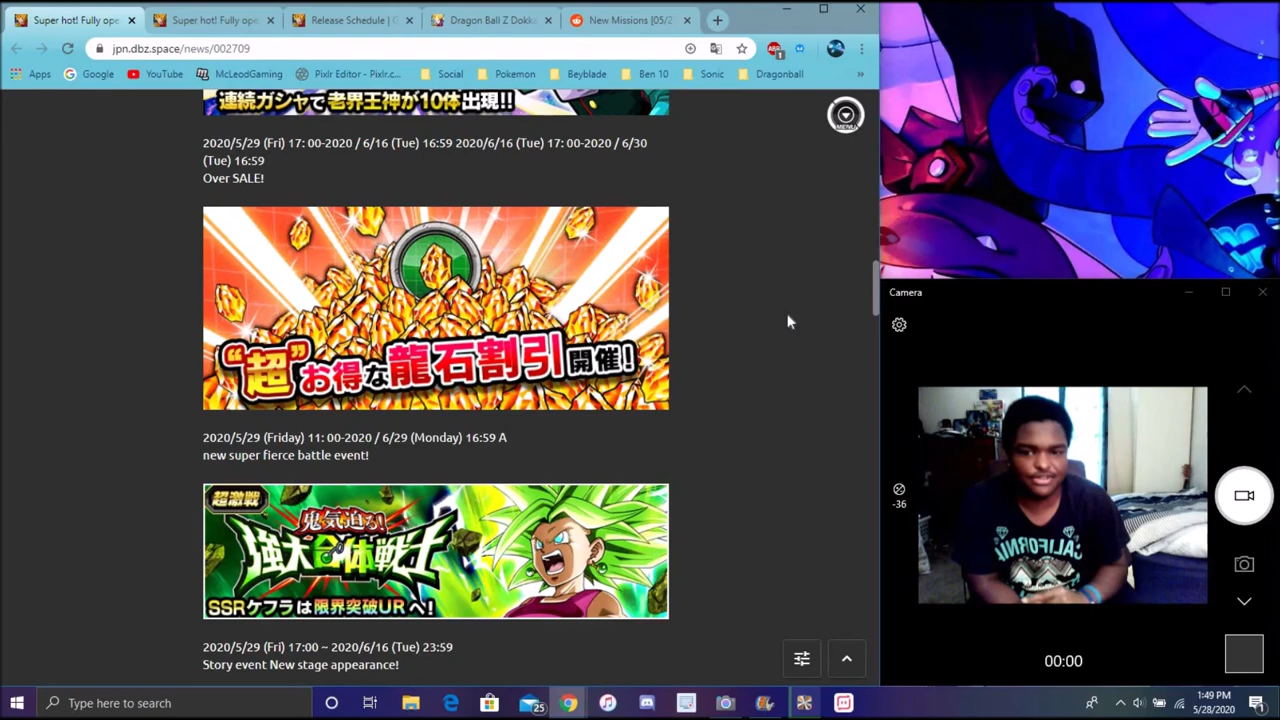 Super hot! Fully ope
Super hot! Fully ope
Release Schedule | G
Dragon Ball Z Dokka
New Missions [05/2
jpn.dbz.space/news/002709
Apps
Google
YouTube
McLeodGaming
Pixlr Editor - Pixlr.c...
Social
Pokemon
Beyblade
Ben 10
Sonic
Dragonball
»
連続ガシャで老界王神が10体出現!!
MENU
2020/5/29 (Fri) 17: 00-2020 / 6/16 (Tue) 16:59 2020/6/16 (Tue) 17: 00-2020 / 6/30
(Tue) 16:59
Over SALE!
“超”お得な龍石割引開催!
2020/5/29 (Friday) 11: 00-2020 / 6/29 (Monday) 16:59 A
new super fierce battle event!
超激戦
鬼気迫る!
強大合体戦士
SSRケフラは限界突破URへ!
2020/5/29 (Fri) 17:00 ~ 2020/6/16 (Tue) 23:59
Story event New stage appearance!
Camera
-36
CALIFORNIA
00:00
Type here to search
25
1:49 PM
5/28/2020
1